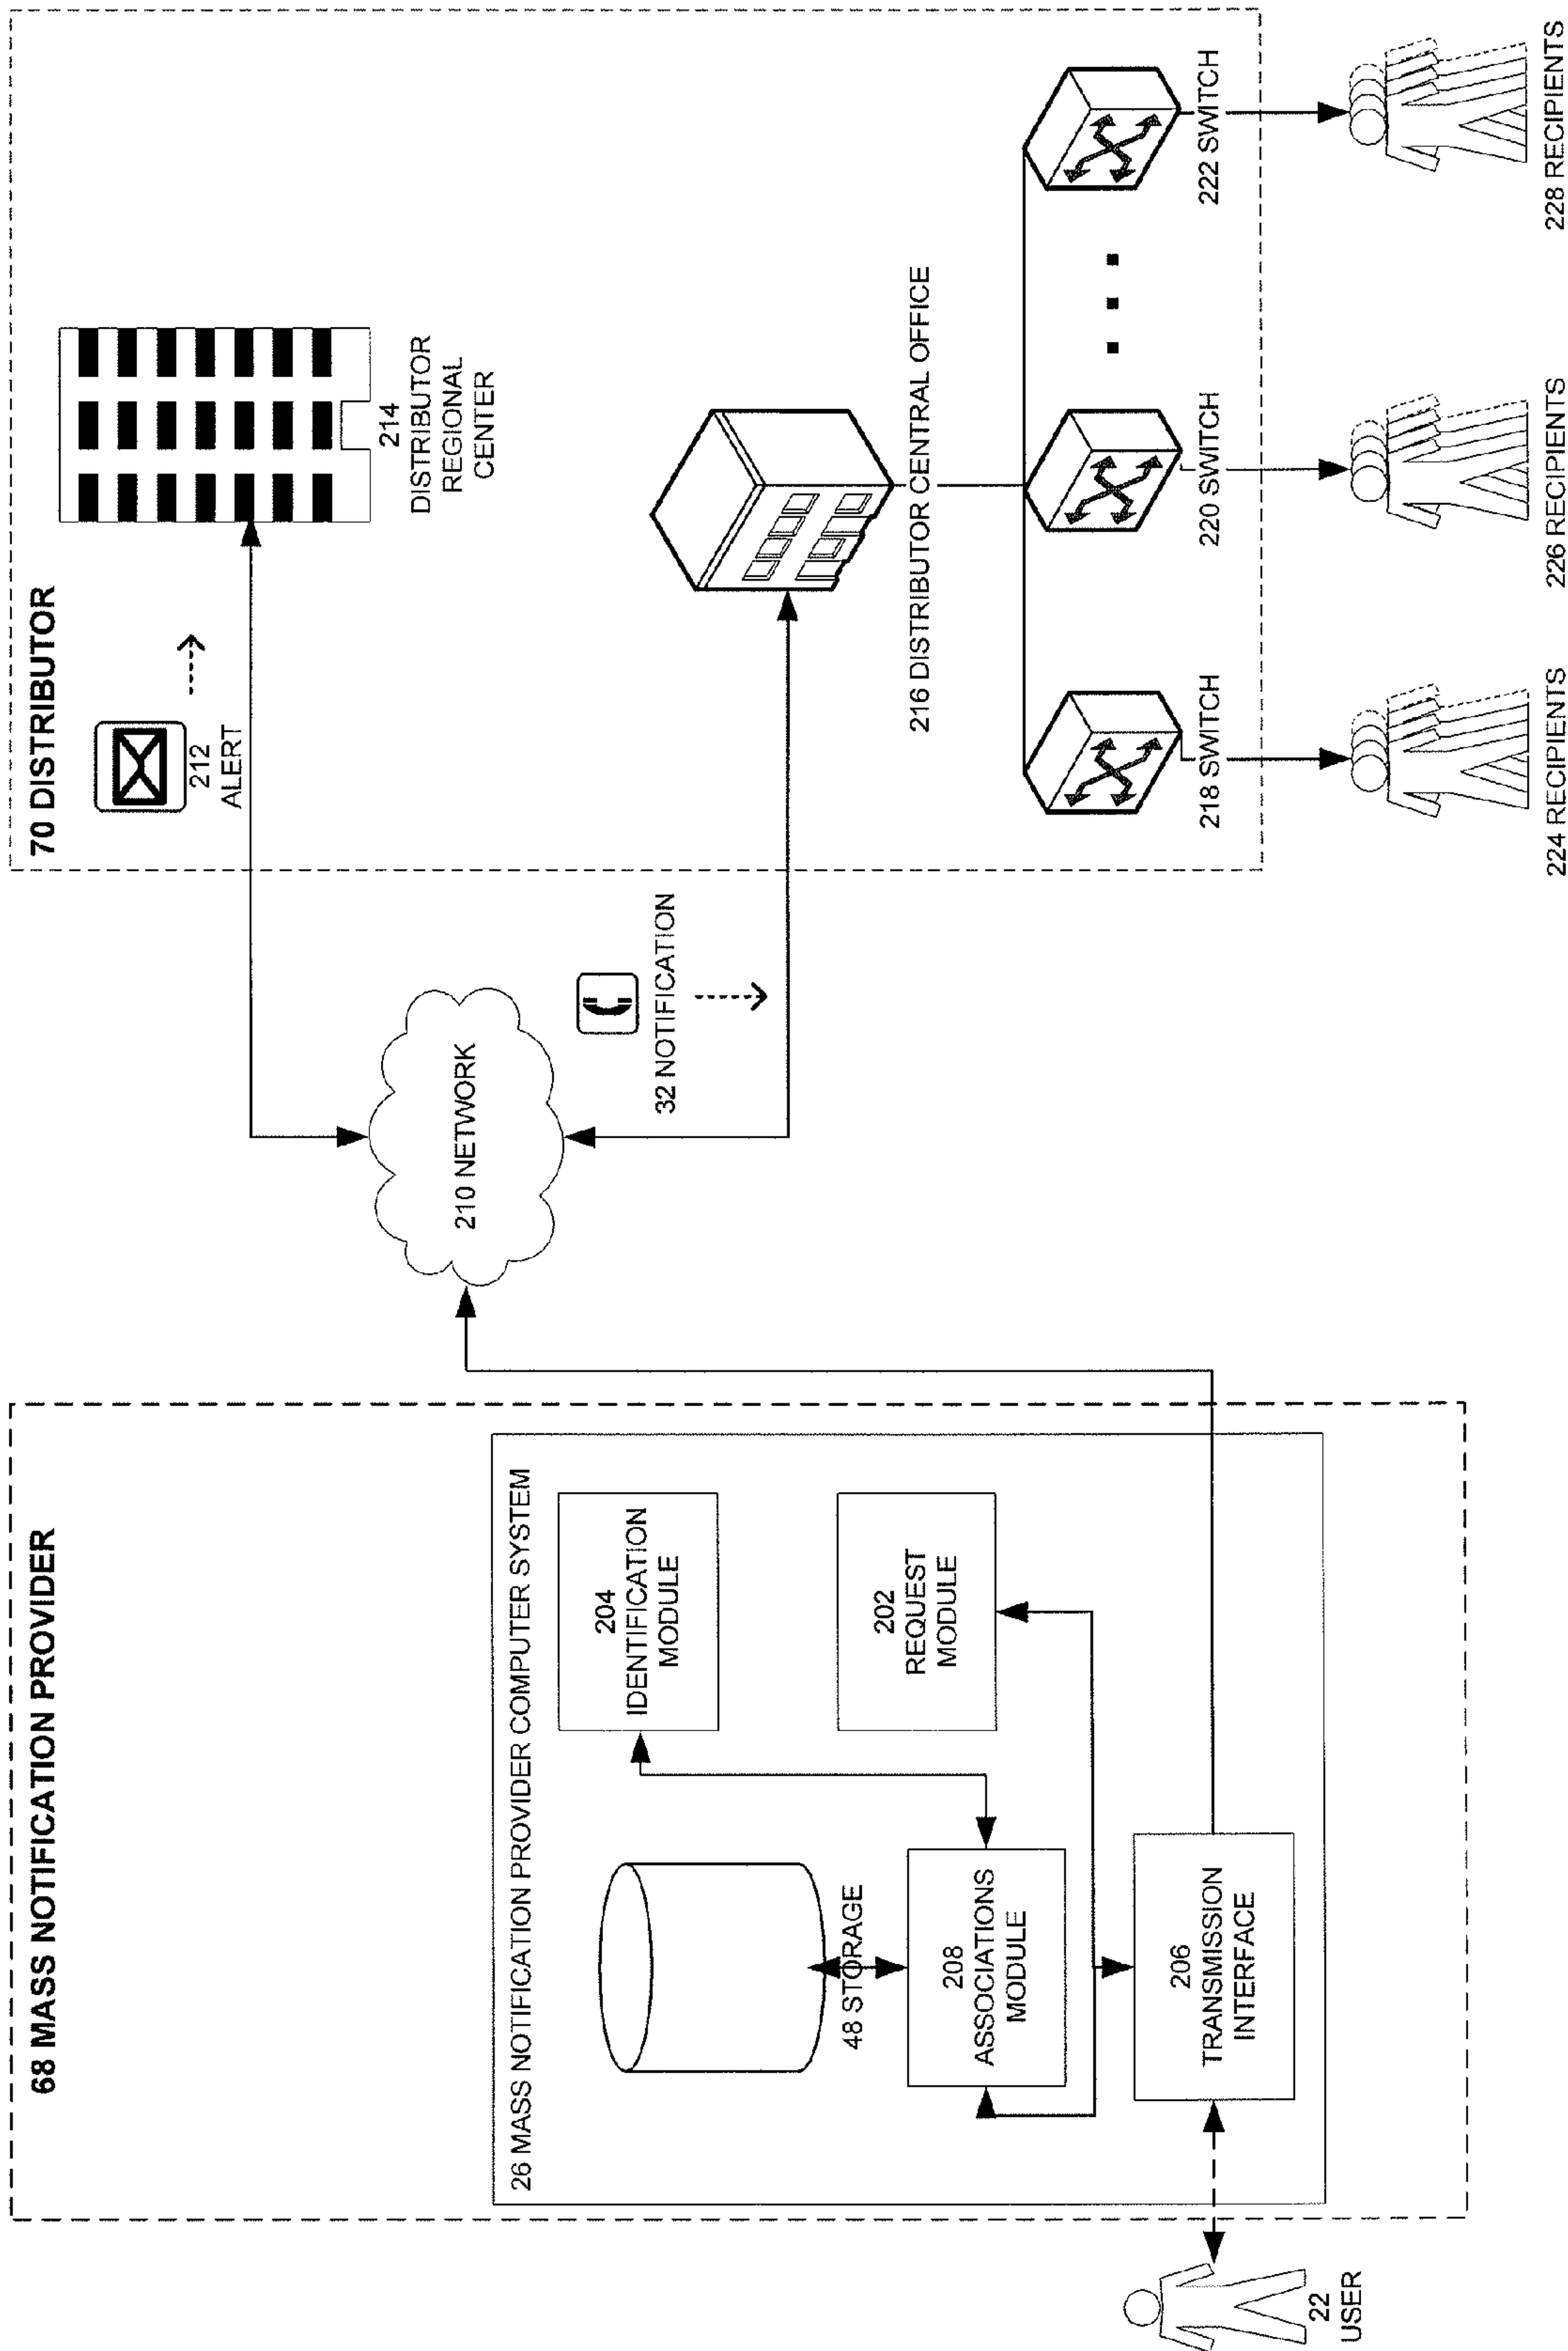 68 MASS NOTIFICATION PROVIDER
26 MASS NOTIFICATION PROVIDER COMPUTER SYSTEM
48 STORAGE
204
IDENTIFICATION
MODULE
208
ASSOCIATIONS
MODULE
202
REQUEST
MODULE
206
TRANSMISSION
INTERFACE
22
USER
210 NETWORK
32 NOTIFICATION
70 DISTRIBUTOR
212
ALERT
214
DISTRIBUTOR
REGIONAL
CENTER
216 DISTRIBUTOR CENTRAL OFFICE
218 SWITCH
220 SWITCH
222 SWITCH
224 RECIPIENTS
226 RECIPIENTS
228 RECIPIENTS